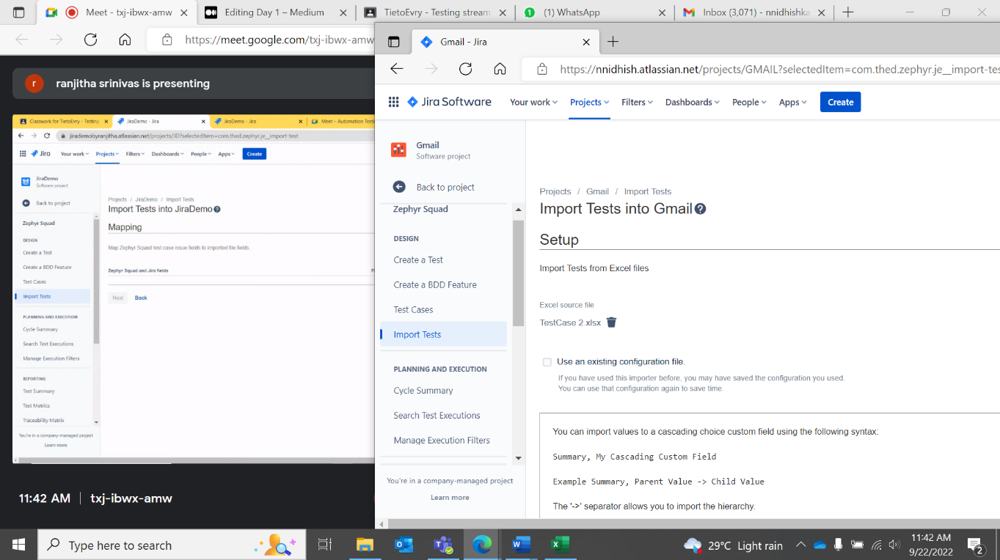 Meet - txj-ibwx-amw
Editing Day 1 – Medium
TietoEvry - Testing stream
(1) WhatsApp
Inbox (3,071) - nnidhishka
https://meet.google.com/txj-ibwx-amw
r
ranjitha srinivas is presenting
Classwork for TietoEvry - Testing
JiraDemo - Jira
JiraDemo - Jira
Meet – Automation Testi
jirademobyranjitha.atlassian.net/projects/JD?selectedItem=com.thed.zephyr.je__import-test
Jira
Your work
Projects
Filters
Dashboards
People
Apps
Create
JiraDemo
Software project
Back to project
Zephyr Squad
DESIGN
Create a Test
Create a BDD Feature
Test Cases
Import Tests
PLANNING AND EXECUTION
Cycle Summary
Search Test Executions
Manage Execution Filters
REPORTING
Test Summary
Test Metrics
Traceability Matrix
You're in a company-managed project
Learn more
Projects / JiraDemo / Import Tests
Import Tests into JiraDemo
Mapping
Map Zephyr Squad test case issue fields to imported file fields.
Zephyr Squad and Jira fields
Next
Back
11:42 AM | txj-ibwx-amw
Gmail - Jira
https://nnidhish.atlassian.net/projects/GMAIL?selectedItem=com.thed.zephyr.je__import-tes
Jira Software
Your work
Projects
Filters
Dashboards
People
Apps
Create
Gmail
Software project
Back to project
Zephyr Squad
DESIGN
Create a Test
Create a BDD Feature
Test Cases
Import Tests
PLANNING AND EXECUTION
Cycle Summary
Search Test Executions
Manage Execution Filters
You're in a company-managed project
Learn more
Projects / Gmail / Import Tests
Import Tests into Gmail
Setup
Import Tests from Excel files
Excel source file
TestCase 2.xlsx
Use an existing configuration file.
If you have used this importer before, you may have saved the configuration you used.
You can use that configuration again to save time.
You can import values to a cascading choice custom field using the following syntax:
Summary, My Cascading Custom Field
Example Summary, Parent Value -> Child Value
The '->' separator allows you to import the hierarchy.
Type here to search
29°C Light rain
11:42 AM
9/22/2022
2